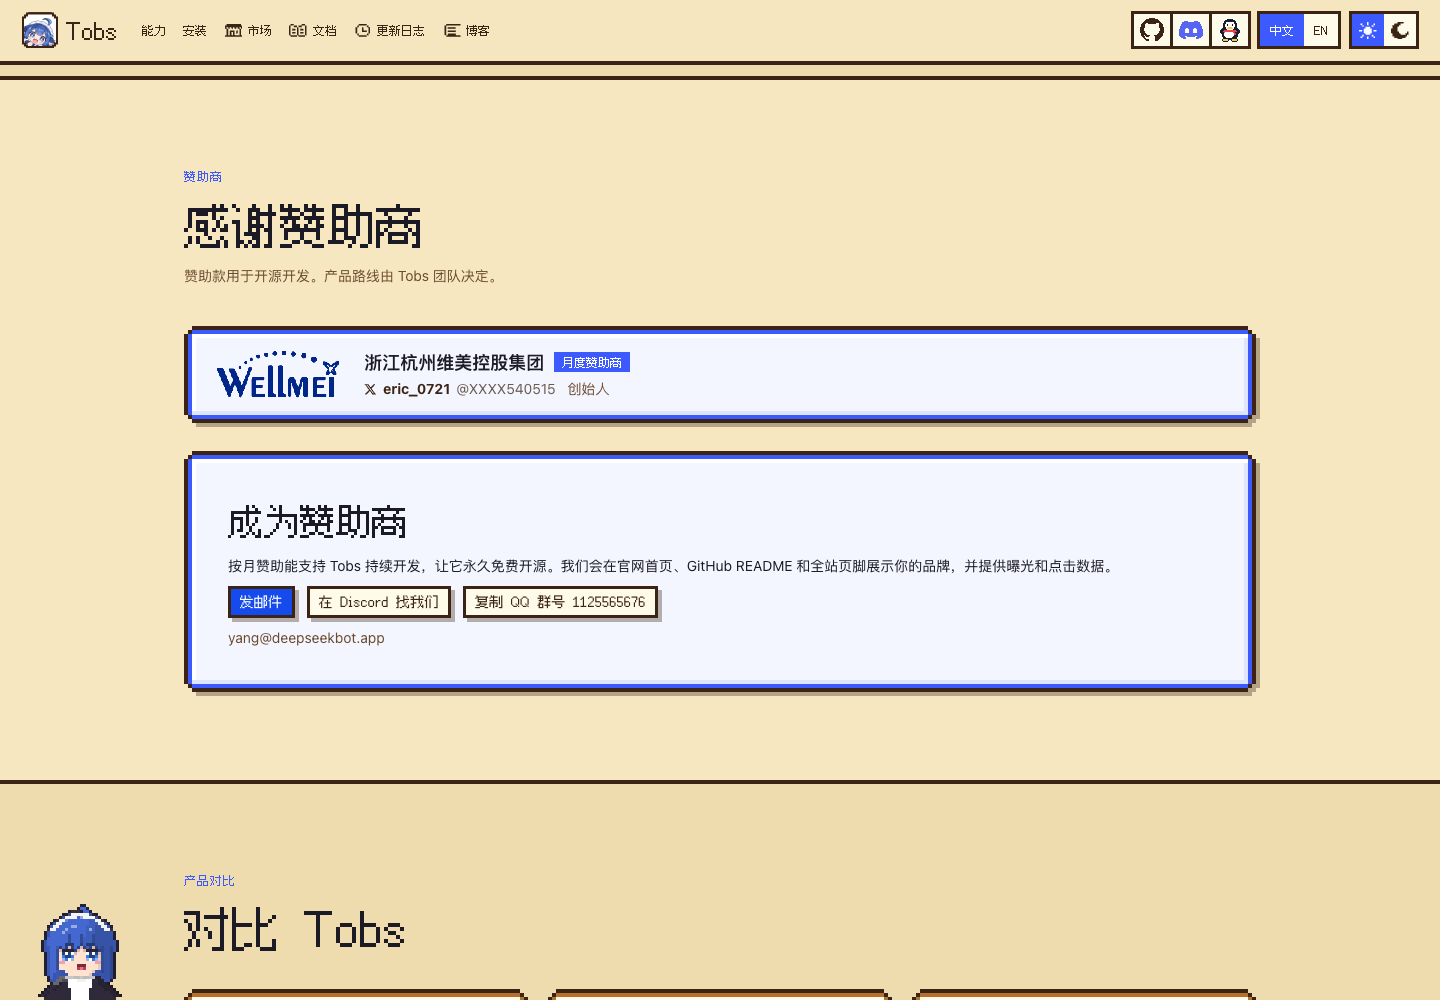 Tobs 能力 安装 市场 文档 更新日志 博客 中文 EN
赞助商
感谢赞助商
赞助款用于开源开发。产品路线由 Tobs 团队决定。
WELLMEI 浙江杭州维美控股集团 月度赞助商
eric_0721 @XXXX540515 创始人
成为赞助商
按月赞助能支持 Tobs 持续开发，让它永久免费开源。我们会在官网首页、GitHub README 和全站页脚展示你的品牌，并提供曝光和点击数据。
发邮件 在 Discord 找我们 复制 QQ 群号 1125565676
yang@deepseekbot.app
产品对比
对比 Tobs